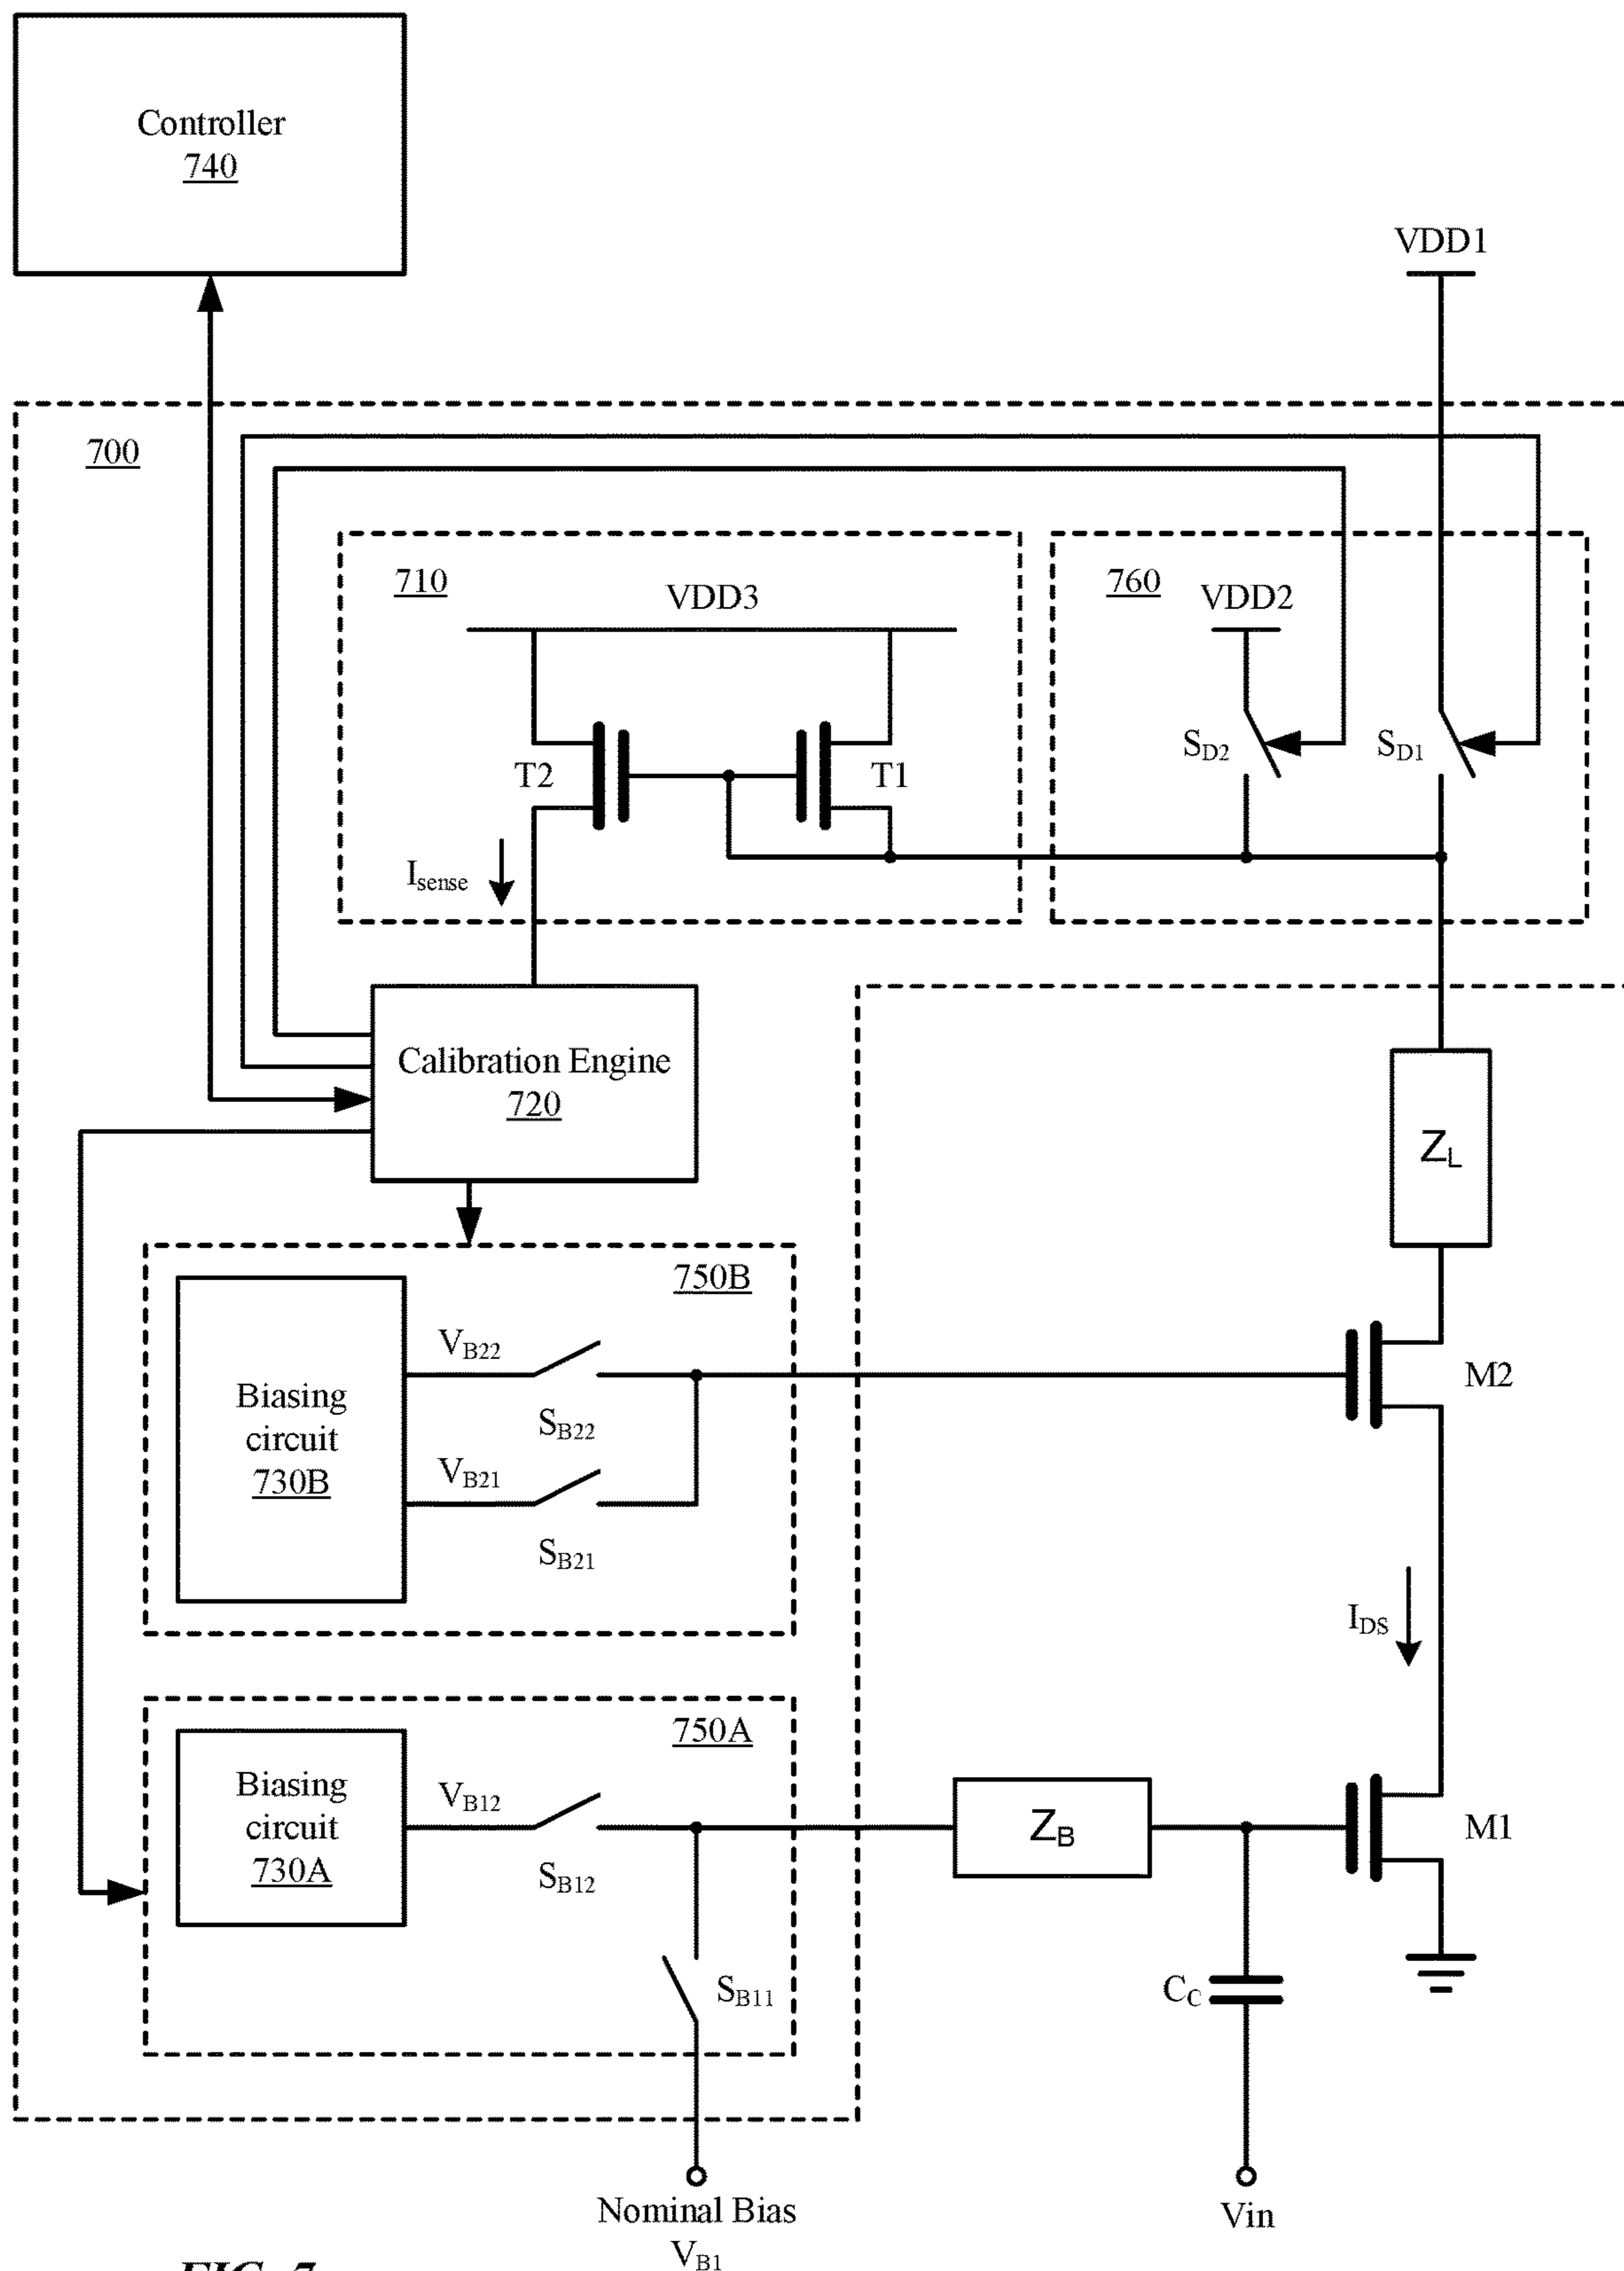 Controller
740
VDD1
700
710
VDD3
760
VDD2
T2
T1
SD2
SD1
Isense
Calibration Engine
720
ZL
750B
Biasing
circuit
730B
VB22
SB22
VB21
SB21
M2
IDS
750A
Biasing
circuit
730A
VB12
SB12
ZB
M1
SB11
CC
Nominal Bias
VB1
Vin
FIG. 7